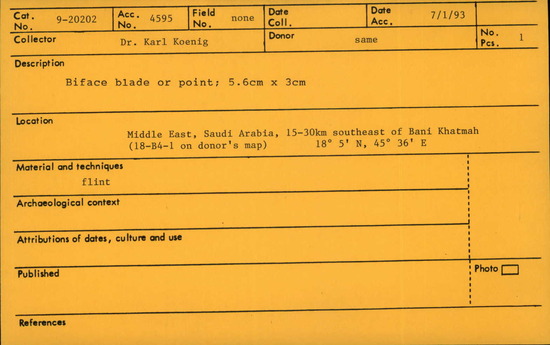 Cat. No. 9-20202 Acc. No. 4595 Field No. none Date Coll. Date Acc. 7/1/93
Collector Dr. Karl Koenig Donor same No. Pcs. 1
Description
Biface blade or point; 5.6cm x 3cm
Location
Middle East, Saudi Arabia, 15-30km southeast of Bani Khatmah
(18-B4-1 on donor's map) 18° 5' N, 45° 36' E
Material and techniques
flint
Archaeological context
Attributions of dates, culture and use
Published
Photo
References